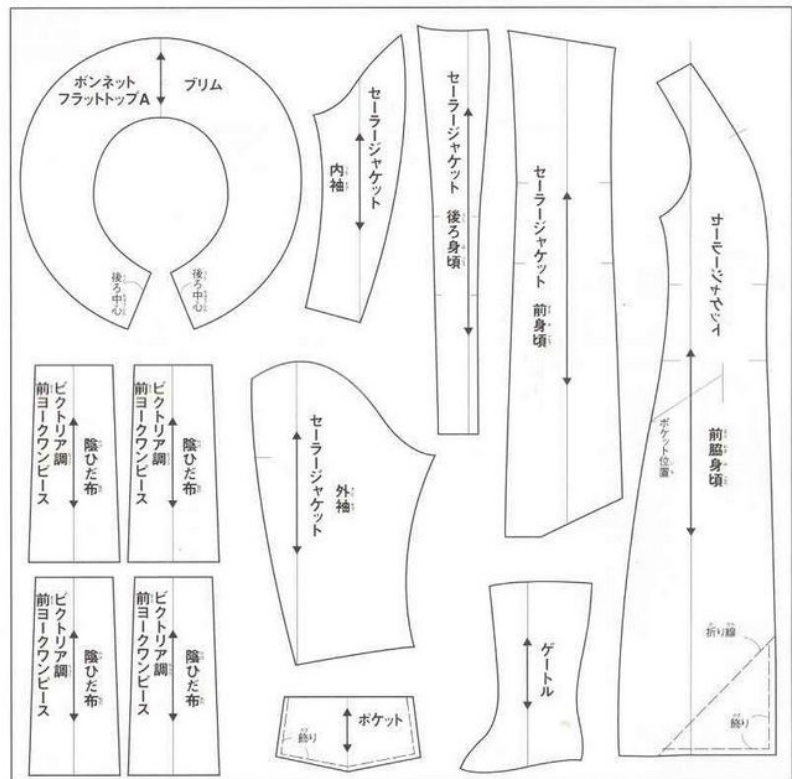 ボンネット
フラットトップA
ブリム
後ろ中心
後ろ中心
セーラージャケット
内袖
セーラージャケット 後ろ身頃
セーラージャケット 前身頃
セーラージャケット
前脇身頃
ポケット位置
折り線
飾り
ビクトリア調
前ヨークワンピース
陰ひだ布
ビクトリア調
前ヨークワンピース
陰ひだ布
セーラージャケット
外袖
ビクトリア調
前ヨークワンピース
陰ひだ布
ビクトリア調
前ヨークワンピース
陰ひだ布
ポケット
飾り
ゲートル